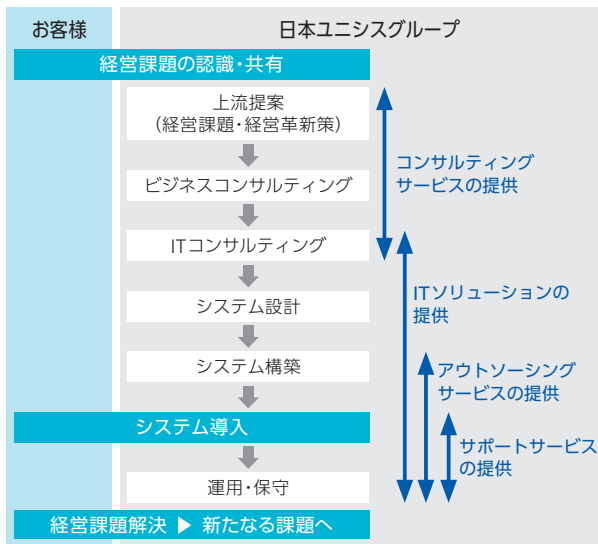 お客様
日本ユニシスグループ
経営課題の認識・共有
上流提案
（経営課題・経営革新策）
ビジネスコンサルティング
ITコンサルティング
システム設計
システム構築
システム導入
運用・保守
経営課題解決 ▶ 新たなる課題へ
コンサルティング
サービスの提供
ITソリューションの
提供
アウトソーシング
サービスの提供
サポートサービス
の提供